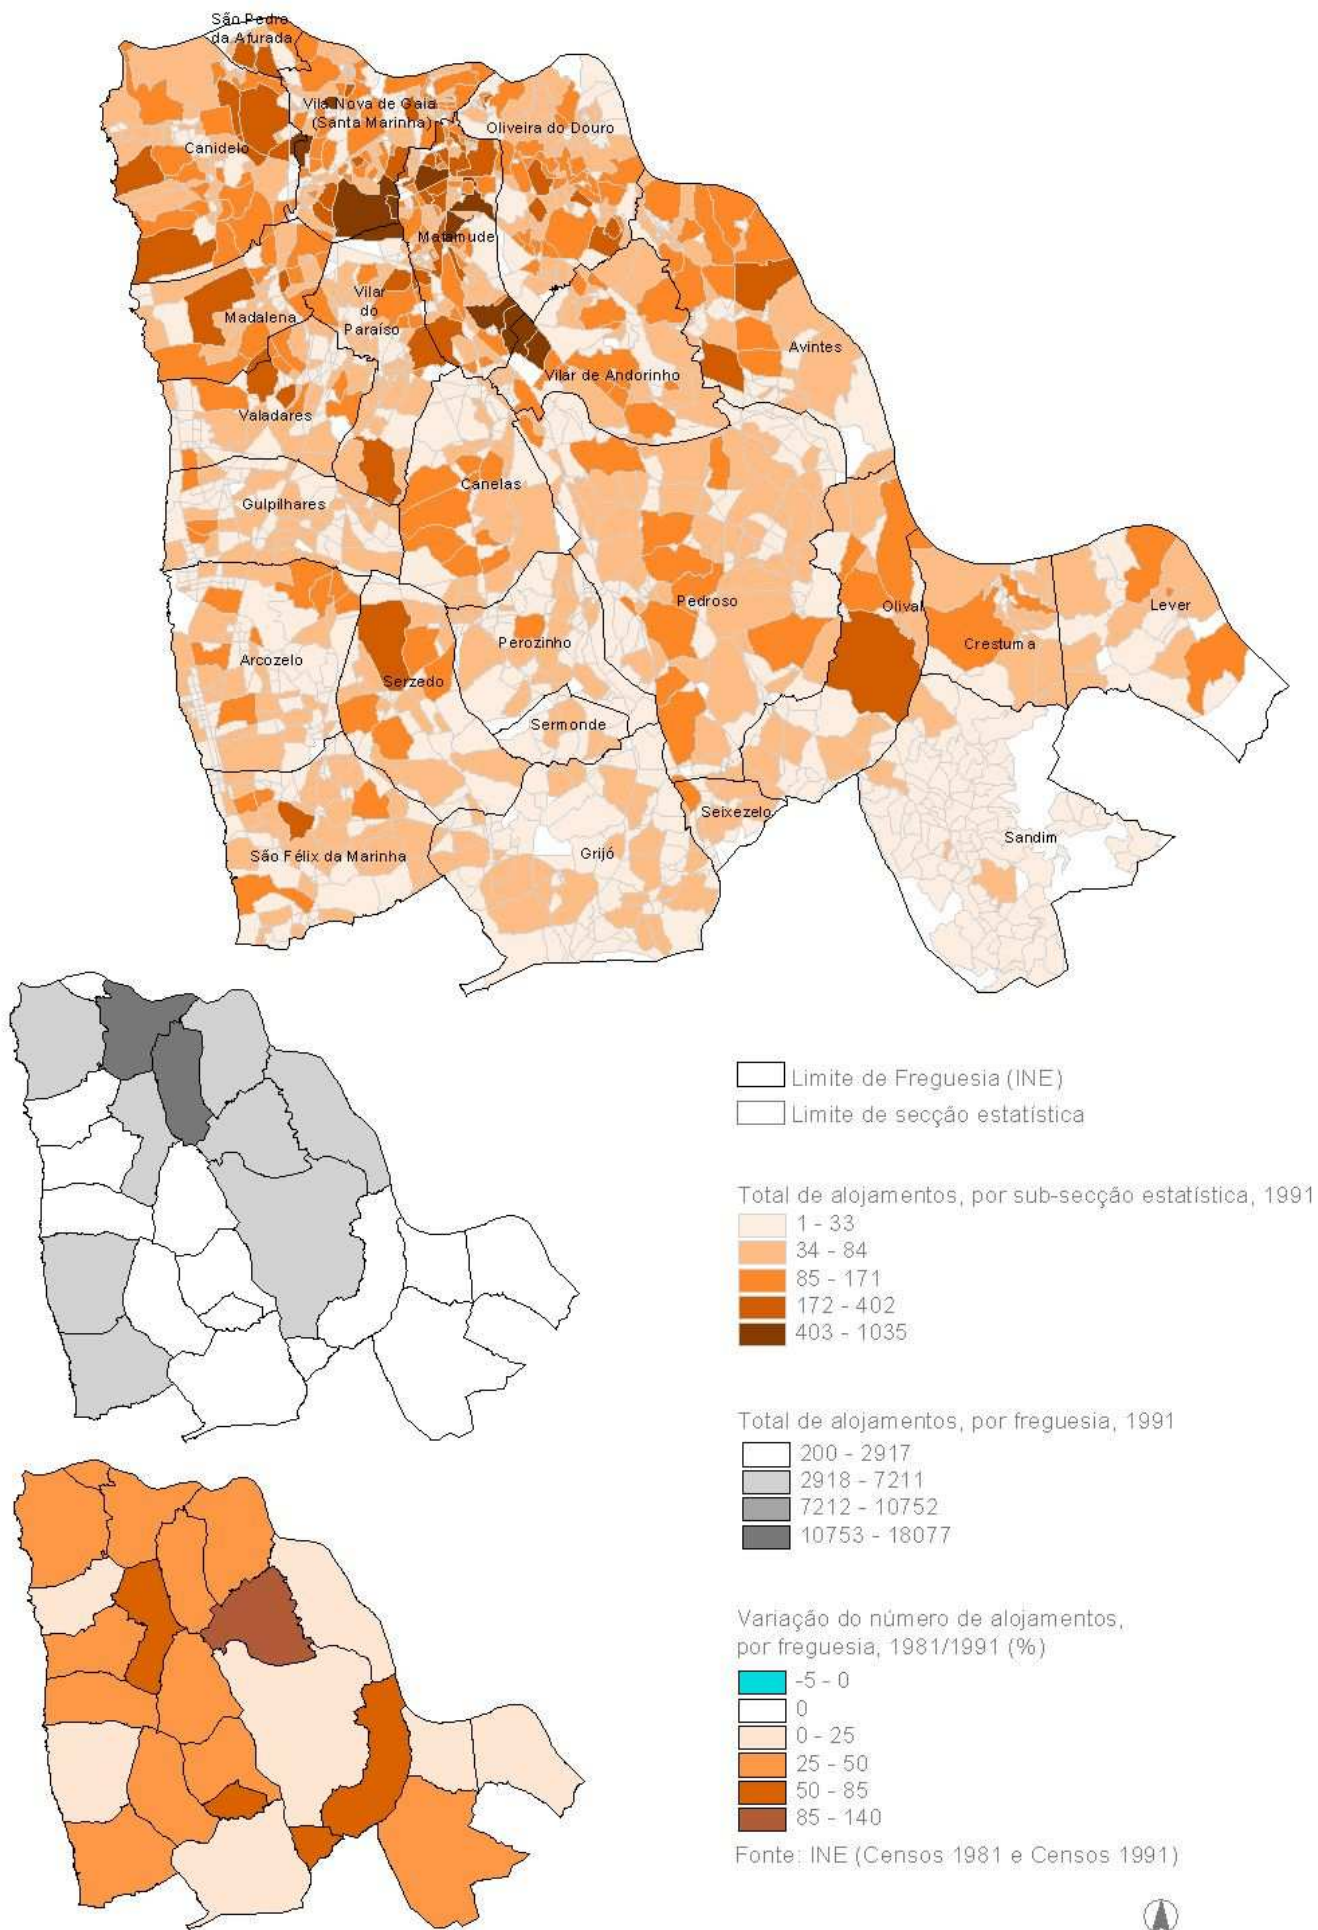 São Pedro
da Afurada
Vila Nova de Gaia
(Santa Marinha)
Oliveira do Douro
Canidelo
Mafamude
Vilar
do
Paraíso
Madalena
Avintes
Vilar de Andorinho
Valadares
Canelas
Gulpilhares
Pedroso
Olival
Lever
Crestuma
Perozinho
Arcozelo
Serzedo
Sermonde
Seixezelo
Sandim
São Félix da Marinha
Grijó
Limite de Freguesia (INE)
Limite de secção estatística
Total de alojamentos, por sub-secção estatística, 1991
1 - 33
34 - 84
85 - 171
172 - 402
403 - 1035
Total de alojamentos, por freguesia, 1991
200 - 2917
2918 - 7211
7212 - 10752
10753 - 18077
Variação do número de alojamentos,
por freguesia, 1981/1991 (%)
-5 - 0
0
0 - 25
25 - 50
50 - 85
85 - 140
Fonte: INE (Censos 1981 e Censos 1991)